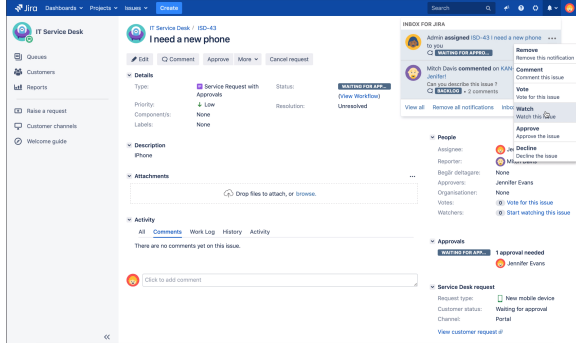 Jira
Dashboards
Projects
Issues
Create
Search
IT Service Desk
Queues
Customers
Reports
Raise a request
Customer channels
Welcome guide
IT Service Desk / ISD-43
I need a new phone
Edit
Comment
Approve
More
Cancel request
Details
Type: Service Request with Approvals
Status: WAITING FOR APP...
(View Workflow)
Priority: Low
Resolution: Unresolved
Component/s: None
Labels: None
Description
iPhone
Attachments
Drop files to attach, or browse.
Activity
All Comments Work Log History Activity
There are no comments yet on this issue.
Click to add comment
INBOX FOR JIRA
Admin assigned ISD-43 I need a new phone
to you
WAITING FOR APPRO...
Mitch Davis commented on KAN-
Jenifer!
Can you describe this issue ?
BACKLOG • 2 comments
View all Remove all notifications
Remove
Remove this notification
Comment
Comment this issue
Vote
Vote for this issue
Watch
Watch this issue
Approve
Approve the issue
Decline
Decline the issue
People
Assignee:
Reporter:
Begär deltagare: None
Approvers: Jennifer Evans
Organisationer: None
Votes: 0 Vote for this issue
Watchers: 0 Start watching this issue
Approvals
WAITING FOR APP... 1 approval needed
Jennifer Evans
Service Desk request
Request type: New mobile device
Customer status: Waiting for approval
Channel: Portal
View customer request